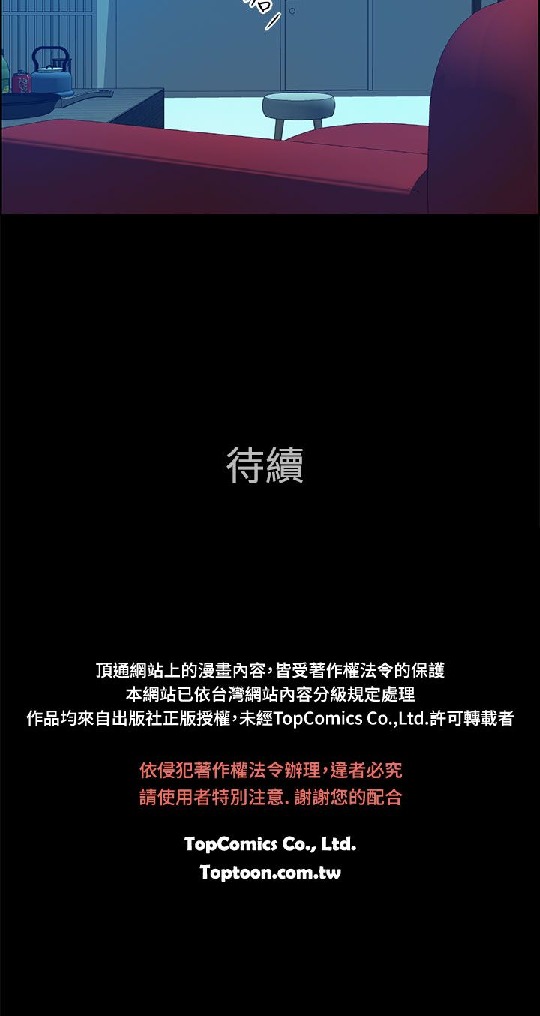 待續
頂通網站上的漫畫內容，皆受著作權法令的保護
本網站已依台灣網站內容分級規定處理
作品均來自出版社正版授權，未經TopComics Co.,Ltd.許可轉載者
依侵犯著作權法令辦理，違者必究
請使用者特別注意. 謝謝您的配合
TopComics Co., Ltd.
Toptoon.com.tw